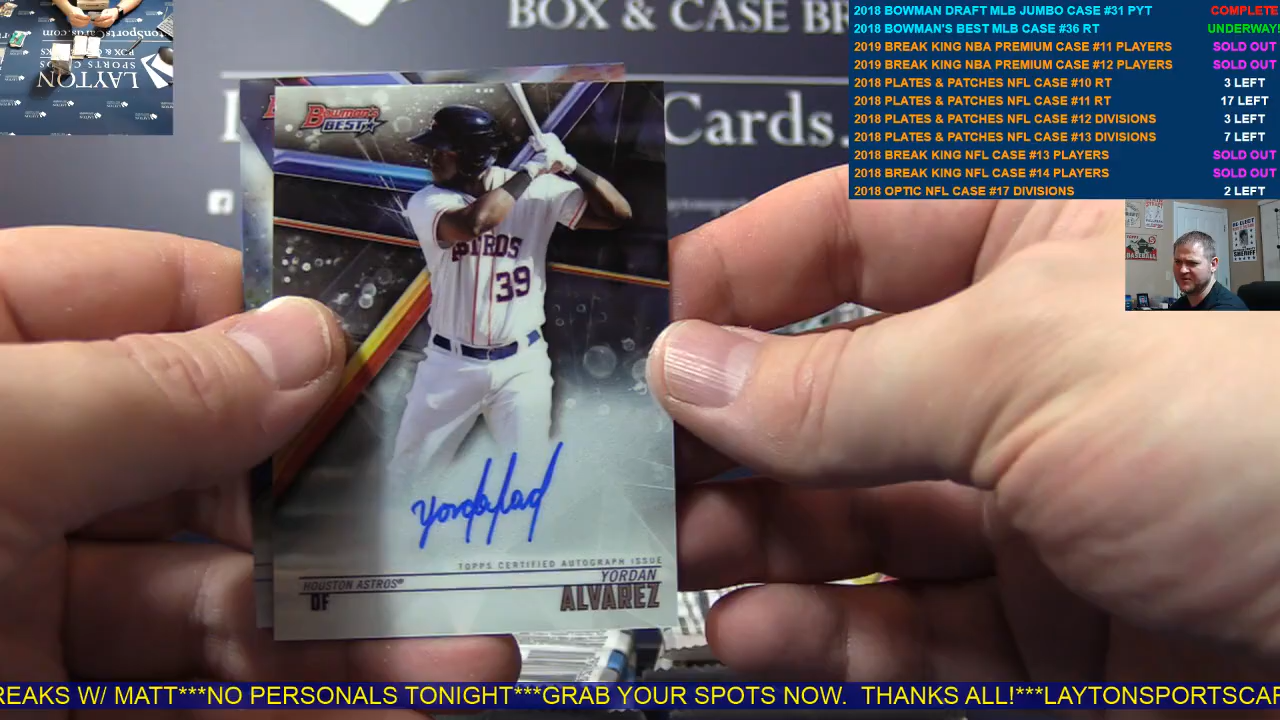 BOX & CASE BR
Cards.
LAYTON
2018 BOWMAN DRAFT MLB JUMBO CASE #31 PYT COMPLETE
2018 BOWMAN'S BEST MLB CASE #36 RT UNDERWAY!
2019 BREAK KING NBA PREMIUM CASE #11 PLAYERS SOLD OUT
2019 BREAK KING NBA PREMIUM CASE #12 PLAYERS SOLD OUT
2018 PLATES & PATCHES NFL CASE #10 RT 3 LEFT
2018 PLATES & PATCHES NFL CASE #11 RT 17 LEFT
2018 PLATES & PATCHES NFL CASE #12 DIVISIONS 3 LEFT
2018 PLATES & PATCHES NFL CASE #13 DIVISIONS 7 LEFT
2018 BREAK KING NFL CASE #13 PLAYERS SOLD OUT
2018 BREAK KING NFL CASE #14 PLAYERS SOLD OUT
2018 OPTIC NFL CASE #17 DIVISIONS 2 LEFT
BOWMAN'S
BEST
ASTROS
39
TOPPS CERTIFIED AUTOGRAPH ISSUE
HOUSTON ASTROS®
YORDAN
OF
ALVAREZ
SHERIFF
BASEBALL
REAKS W/ MATT***NO PERSONALS TONIGHT***GRAB YOUR SPOTS NOW. THANKS ALL!***LAYTONSPORTSCAR